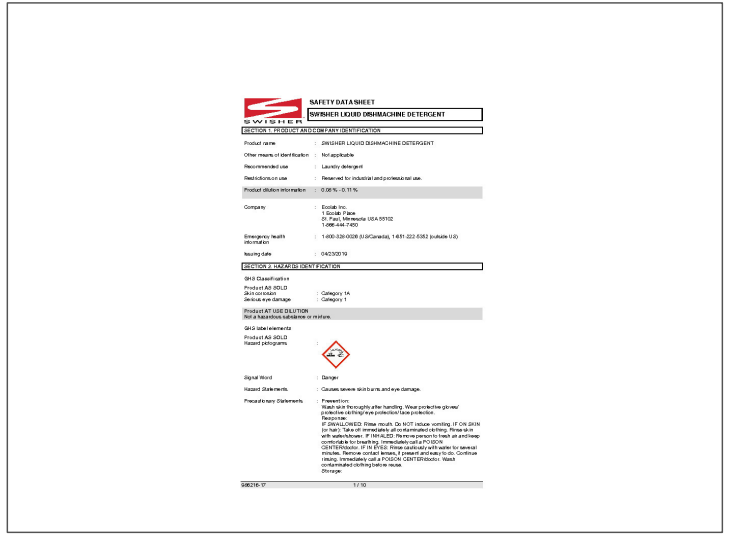 SWISHER
SAFETY DATA SHEET
SWISHER LIQUID DISHMACHINE DETERGENT
SECTION 1. PRODUCT AND COMPANY IDENTIFICATION
Product name : SWISHER LIQUID DISHMACHINE DETERGENT
Other means of identification : Not applicable
Recommended use : Laundry detergent
Restrictions on use : Reserved for industrial and professional use.
Product dilution information : 0.06 % - 0.11 %
Company : Ecolab Inc.
1 Ecolab Place
St. Paul, Minnesota USA 55102
1-866-444-7450
Emergency health : 1-800-328-0026 (US/Canada), 1-651-222-5352 (outside US)
information
Issuing date : 04/23/2019
SECTION 2. HAZARDS IDENTIFICATION
GHS Classification
Product AS SOLD
Skin corrosion : Category 1A
Serious eye damage : Category 1
Product AT USE DILUTION
Not a hazardous substance or mixture.
GHS label elements
Product AS SOLD
Hazard pictograms :
Signal Word : Danger
Hazard Statements : Causes severe skin burns and eye damage.
Precautionary Statements : Prevention:
Wash skin thoroughly after handling. Wear protective gloves/
protective clothing/ eye protection/ face protection.
Response:
IF SWALLOWED: Rinse mouth. Do NOT induce vomiting. IF ON SKIN
(or hair): Take off immediately all contaminated clothing. Rinse skin
with water/shower. IF INHALED: Remove person to fresh air and keep
comfortable for breathing. Immediately call a POISON
CENTER/doctor. IF IN EYES: Rinse cautiously with water for several
minutes. Remove contact lenses, if present and easy to do. Continue
rinsing. Immediately call a POISON CENTER/doctor. Wash
contaminated clothing before reuse.
Storage:
986216-17 1 / 10